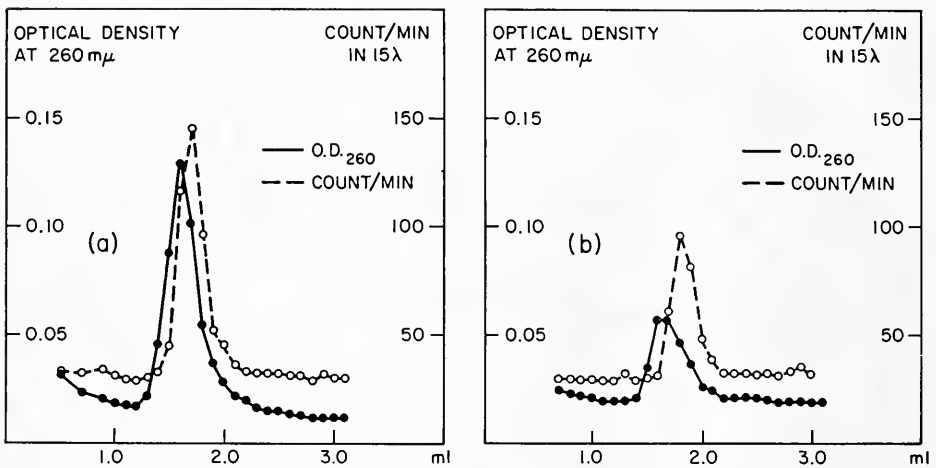 OPTICAL DENSITY
AT 260 mμ
COUNT/MIN
IN 15λ
0.15
0.10
0.05
150
100
50
O.D.260
COUNT/MIN
(a)
1.0
2.0
3.0
ml
OPTICAL DENSITY
AT 260 mμ
COUNT/MIN
IN 15λ
0.15
0.10
0.05
150
100
50
O.D.260
COUNT/MIN
(b)
1.0
2.0
3.0
ml